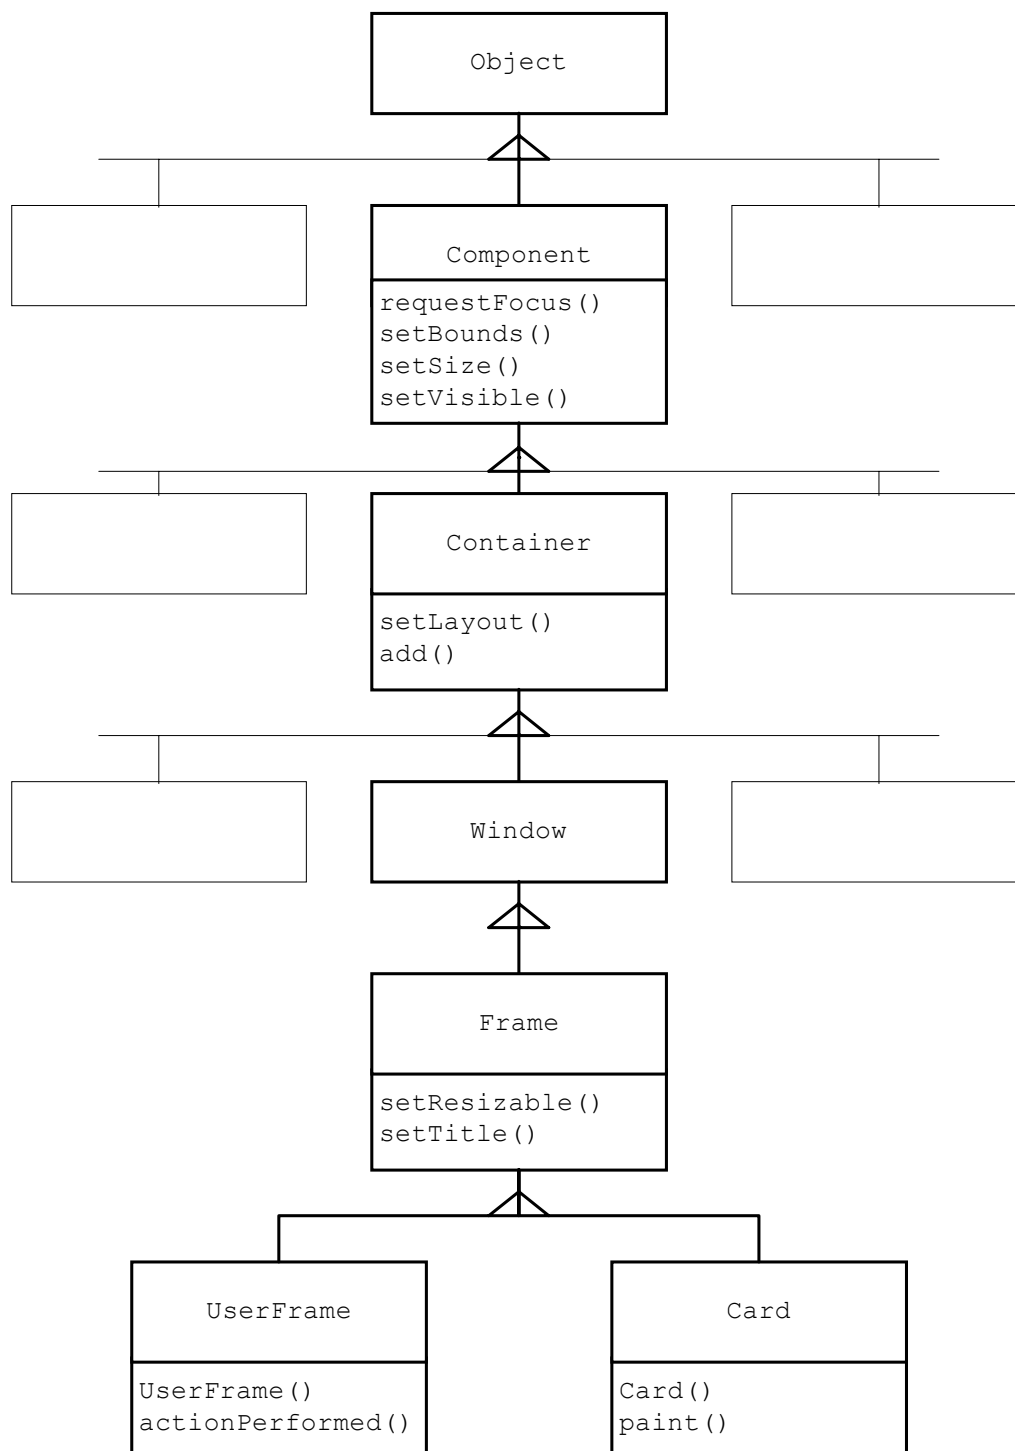 Object
Component
requestFocus()
setBounds()
setSize()
setVisible()
Container
setLayout()
add()
Window
Frame
setResizable()
setTitle()
UserFrame
UserFrame()
actionPerformed()
Card
Card()
paint()